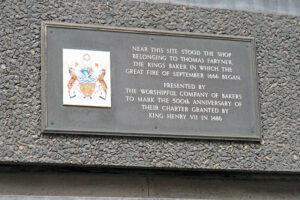 NEAR THIS SITE STOOD THE SHOP
BELONGING TO THOMAS FARYNER,
THE KING'S BAKER, IN WHICH THE
GREAT FIRE OF SEPTEMBER 1666 BEGAN.
PRESENTED BY
THE WORSHIPFUL COMPANY OF BAKERS
TO MARK THE 500TH ANNIVERSARY OF
THEIR CHARTER GRANTED BY
KING HENRY VII IN 1486